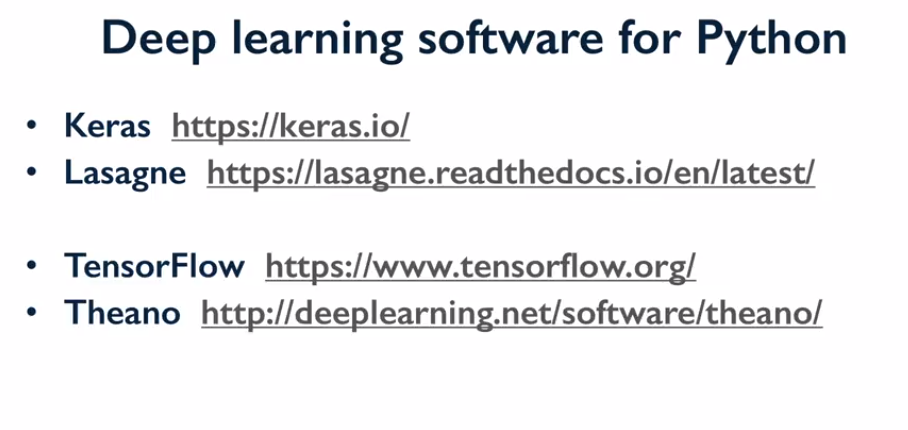 Deep learning software for Python
• Keras https://keras.io/
• Lasagne https://lasagne.readthedocs.io/en/latest/
• TensorFlow https://www.tensorflow.org/
• Theano http://deeplearning.net/software/theano/